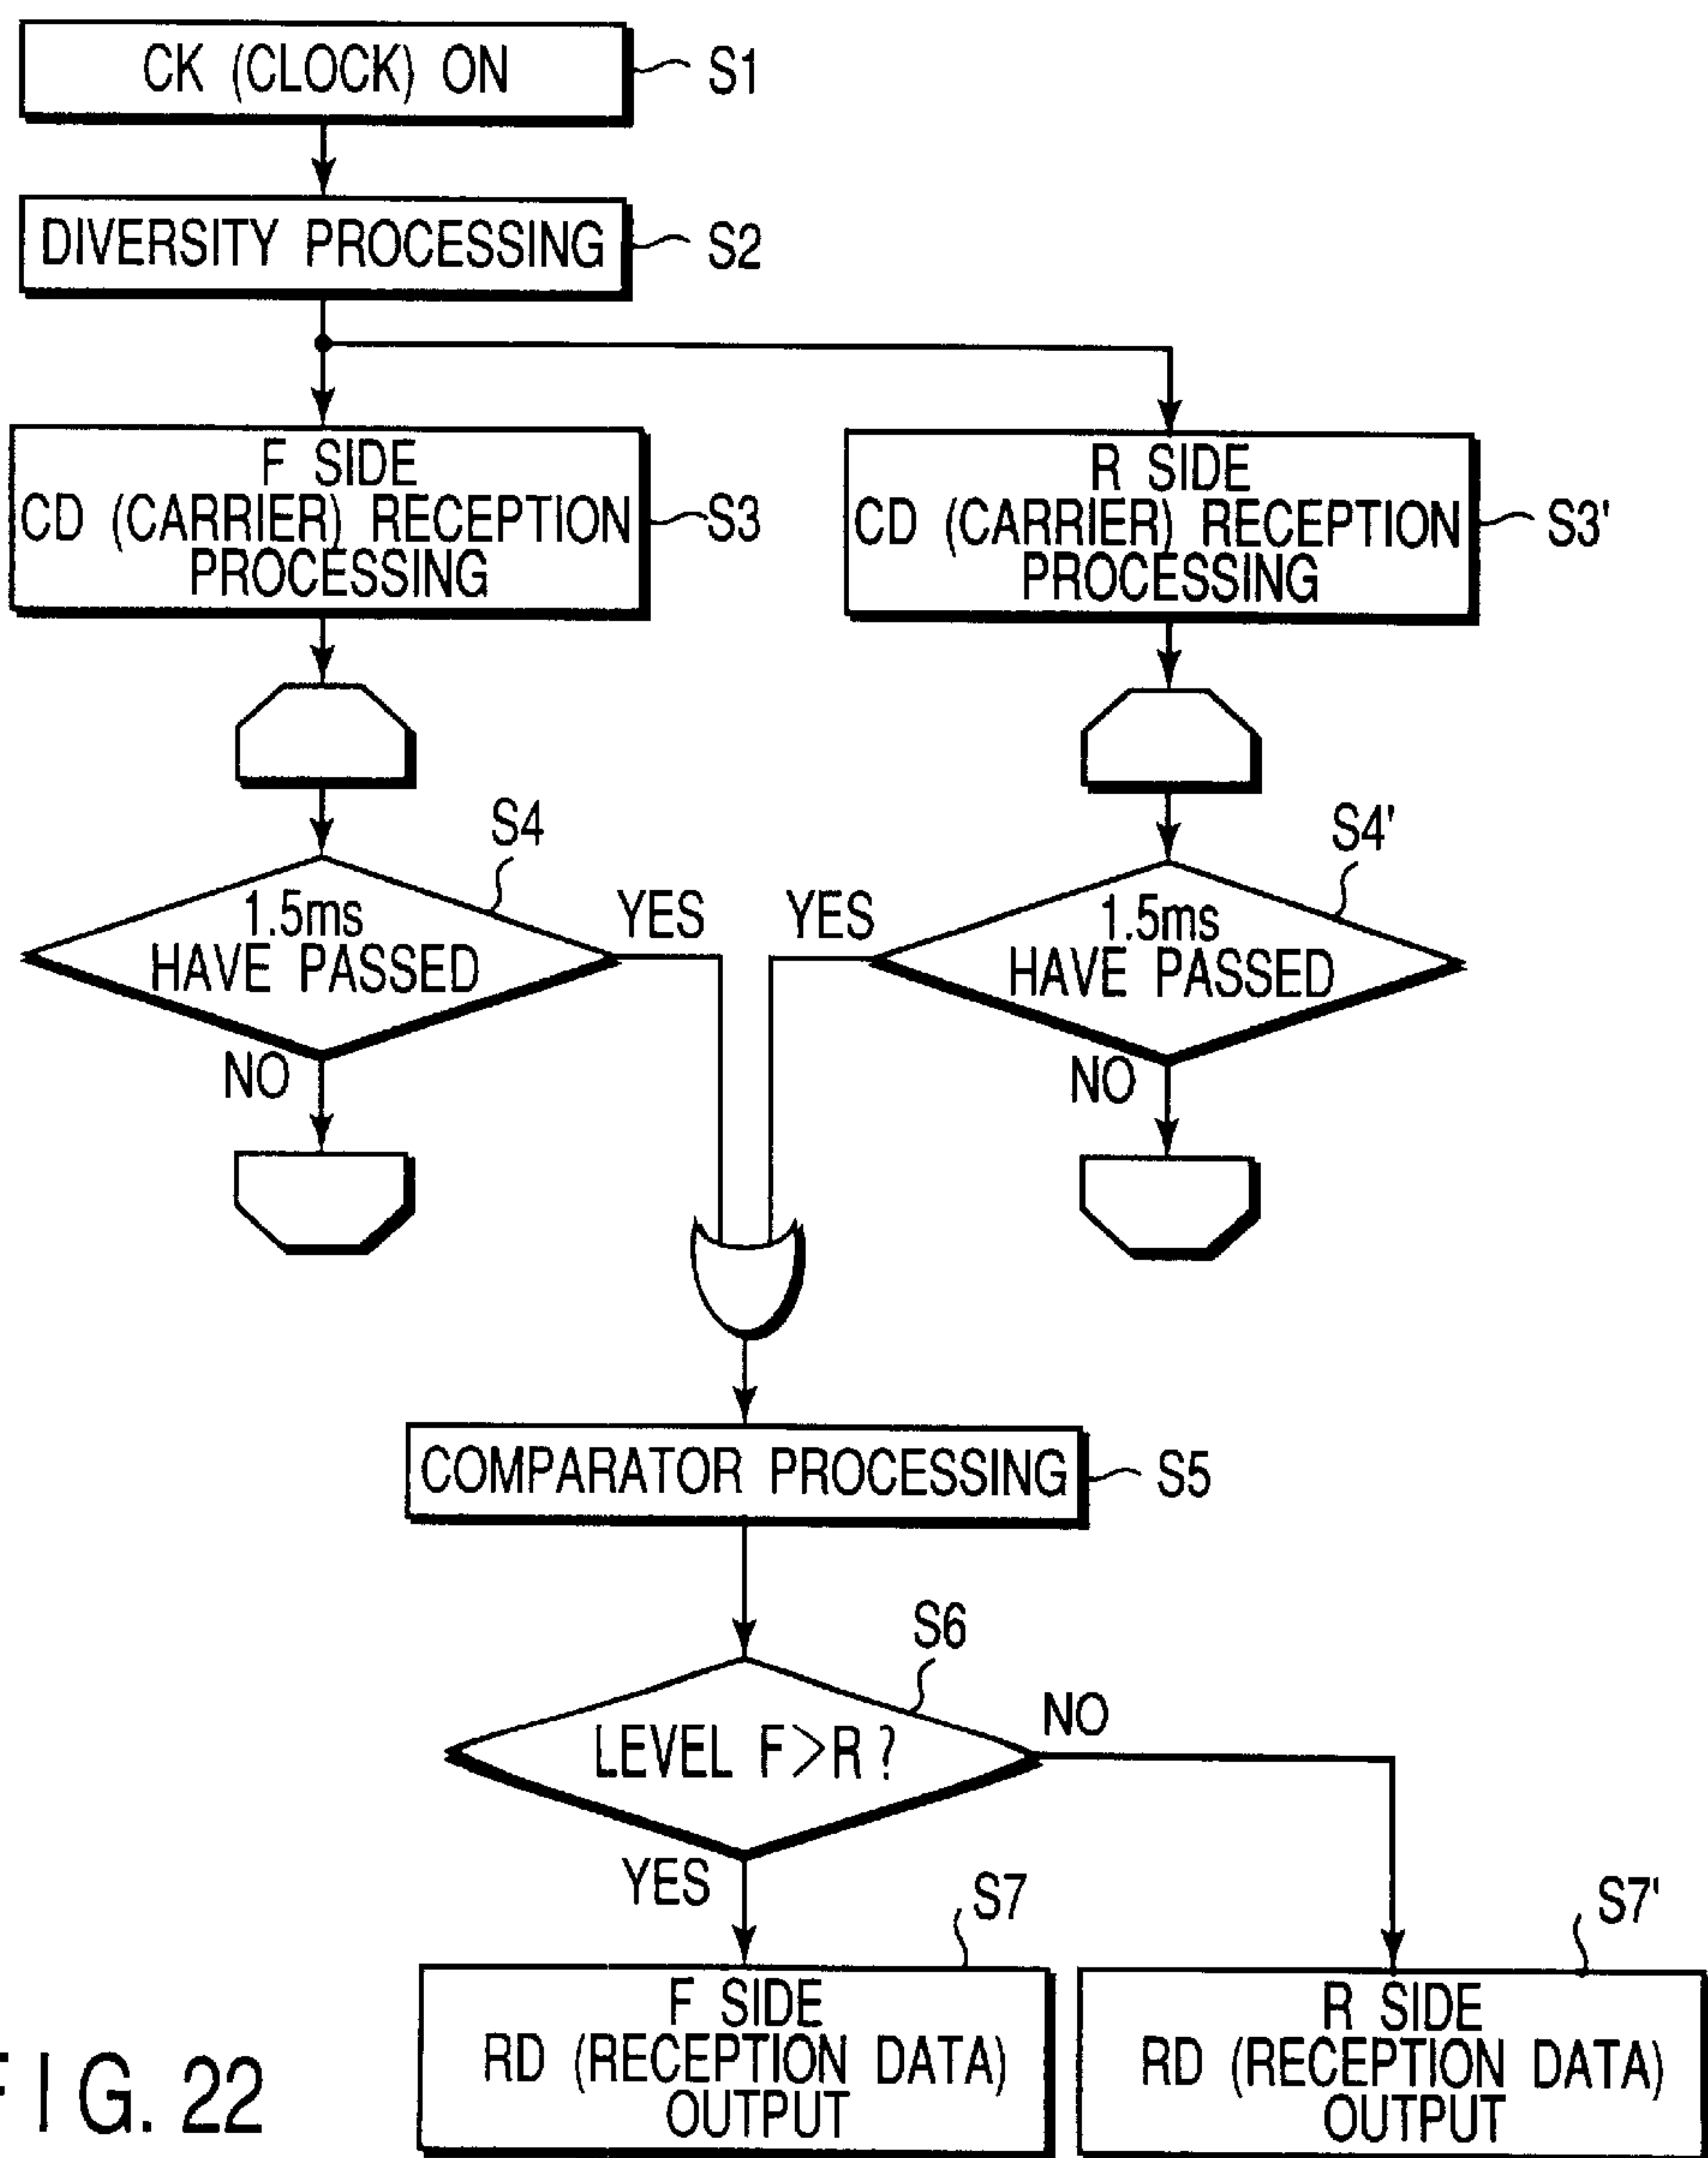 CK (CLOCK) ON
S1
DIVERSITY PROCESSING
S2
F SIDE
CD (CARRIER) RECEPTION
PROCESSING
S3
R SIDE
CD (CARRIER) RECEPTION
PROCESSING
S3'
S4
1.5ms
HAVE PASSED
YES
NO
S4'
YES
1.5ms
HAVE PASSED
NO
COMPARATOR PROCESSING
S5
S6
LEVEL F>R?
NO
YES
S7
F SIDE
RD (RECEPTION DATA)
OUTPUT
S7'
R SIDE
RD (RECEPTION DATA)
OUTPUT
FIG. 22